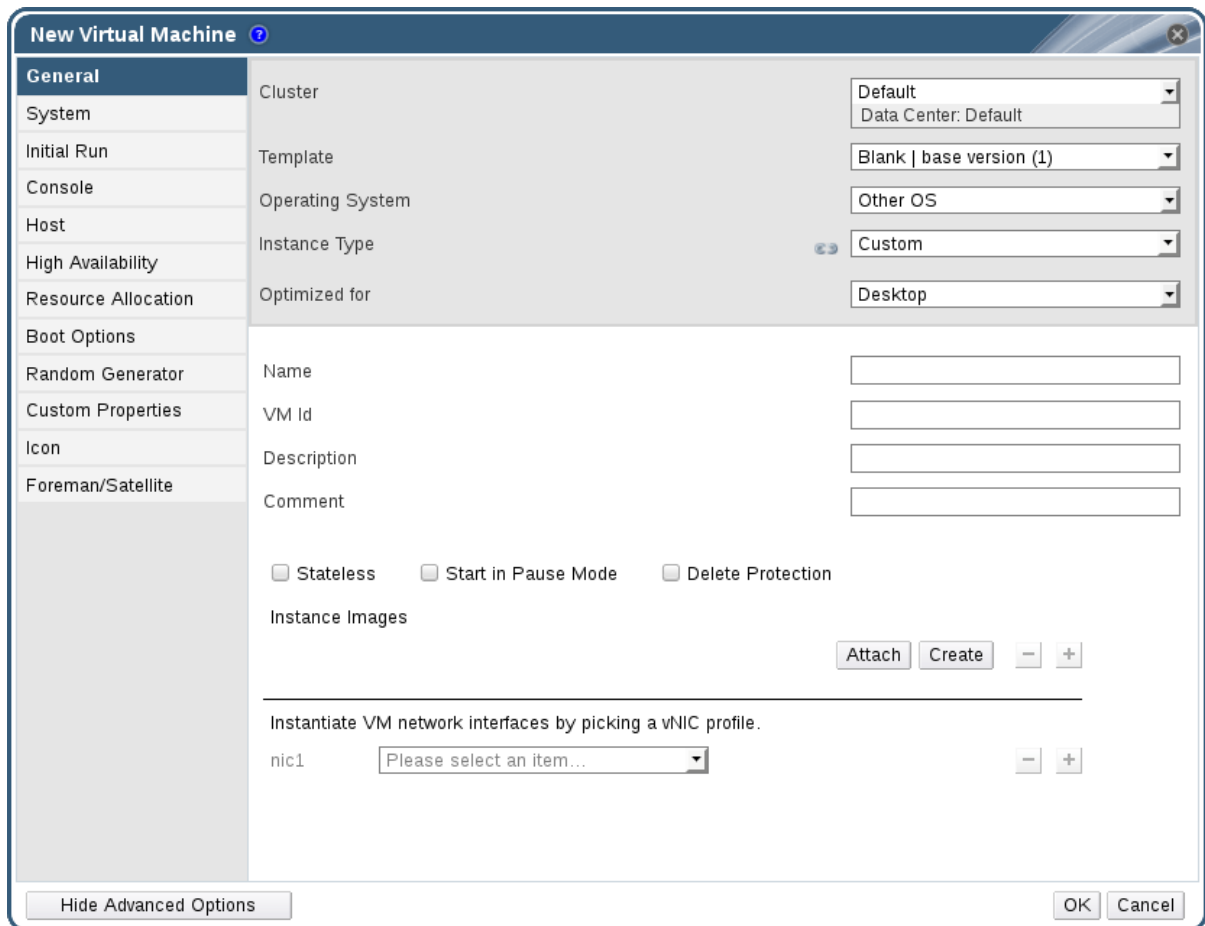 New Virtual Machine ?
General
System
Initial Run
Console
Host
High Availability
Resource Allocation
Boot Options
Random Generator
Custom Properties
Icon
Foreman/Satellite
Cluster Default
Data Center: Default
Template Blank | base version (1)
Operating System Other OS
Instance Type Custom
Optimized for Desktop
Name
VM Id
Description
Comment
Stateless Start in Pause Mode Delete Protection
Instance Images
Attach Create − +
Instantiate VM network interfaces by picking a vNIC profile.
nic1 Please select an item... − +
Hide Advanced Options OK Cancel